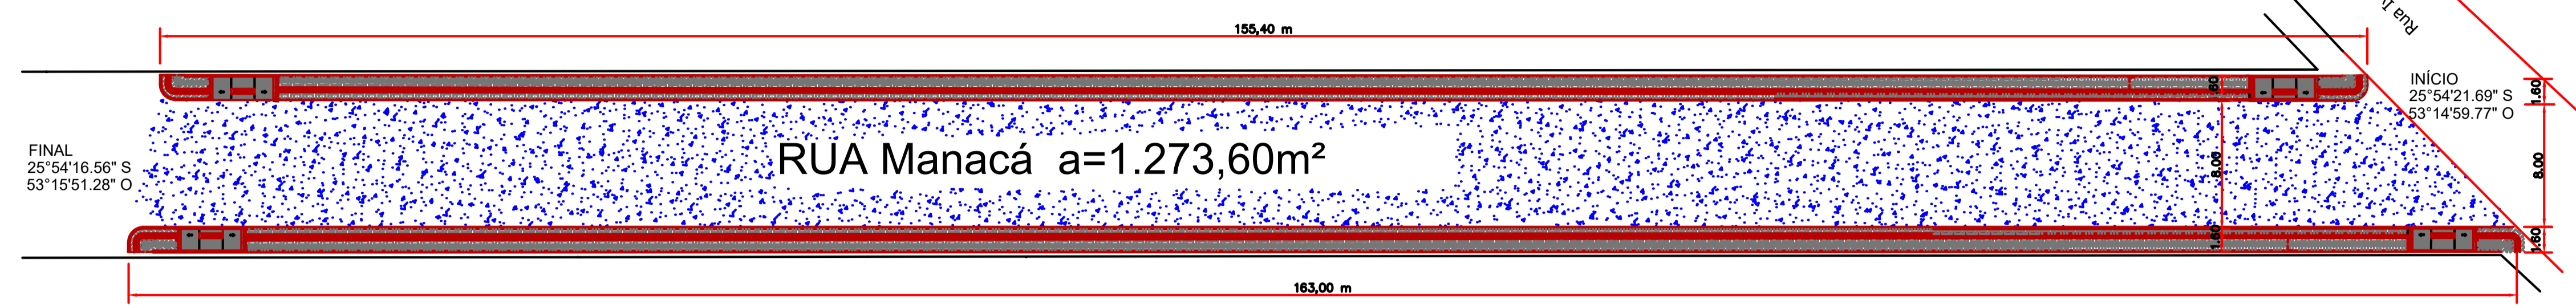 155,40 m
Rua
INÍCIO
25°54'21.69" S
53°14'59.77" O
1.60
.60
FINAL
25°54'16.56" S
53°15'51.28" O
RUA Manacá a=1.273,60m²
8.00
8.00
1.60
1.60
163,00 m